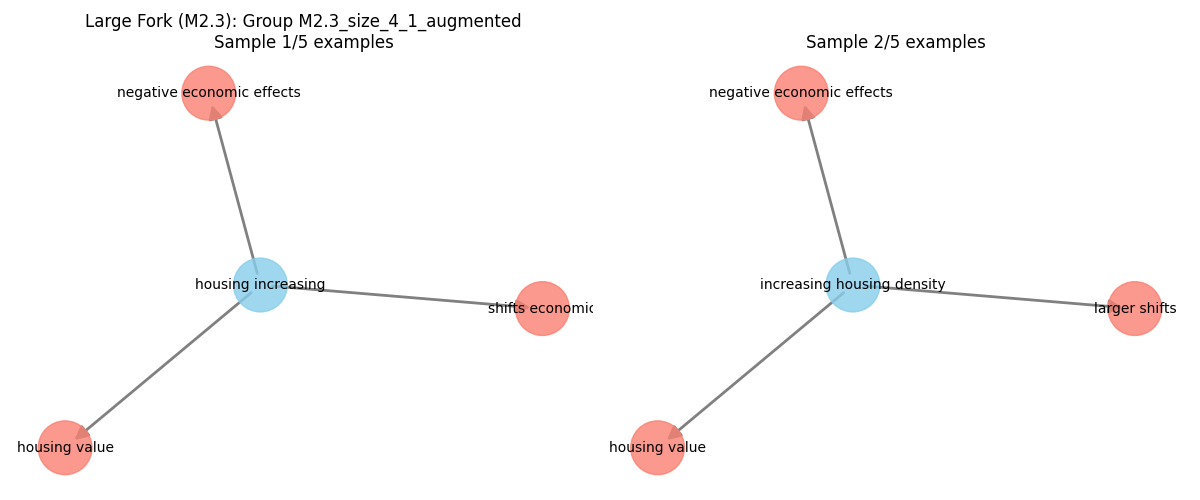 Large Fork (M2.3): Group M2.3_size_4_1_augmented
Sample 1/5 examples
negative economic effects
housing increasing
shifts economic
housing value
Sample 2/5 examples
negative economic effects
increasing housing density
larger shifts
housing value